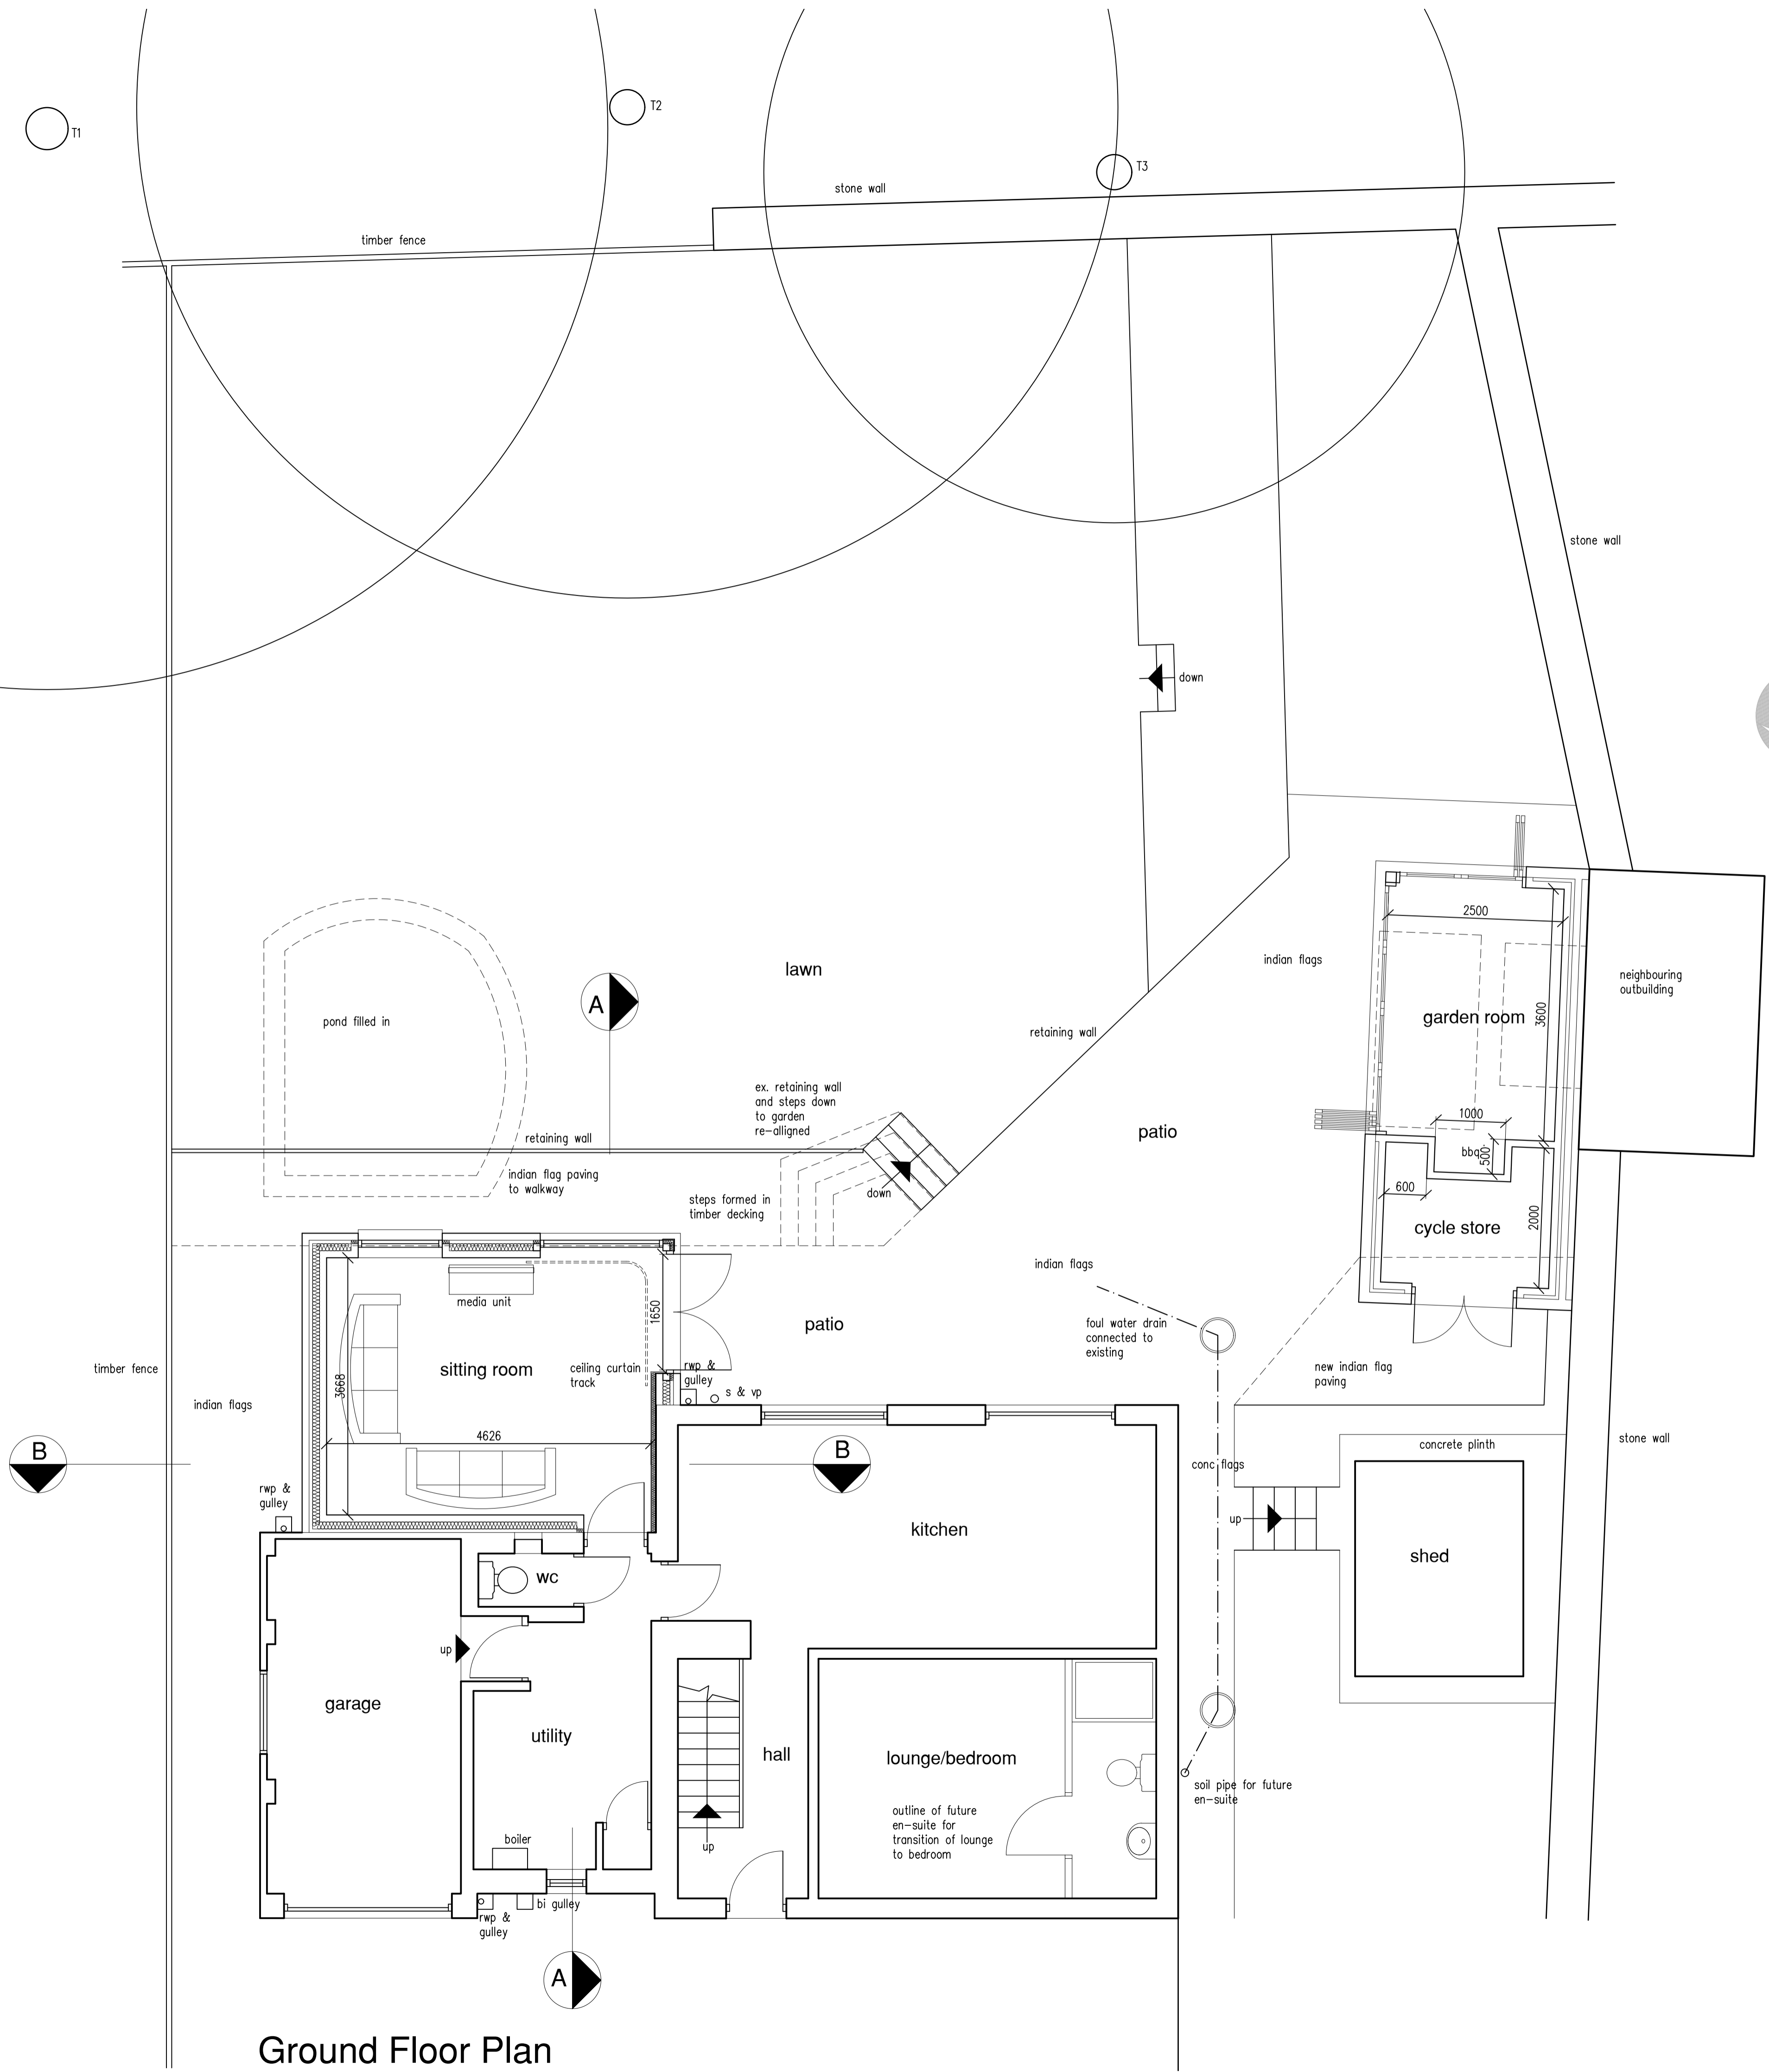 T1
T2
T3
stone wall
timber fence
stone wall
down
2500
indian flags
neighbouring
outbuilding
lawn
garden room
3600
pond filled in
A
retaining wall
ex. retaining wall
and steps down
to garden
re-alligned
1000
patio
retaining wall
bbq
500
indian flag paving
to walkway
down
600
steps formed in
timber decking
cycle store
2000
indian flags
media unit
1650
patio
foul water drain
connected to
existing
timber fence
sitting room
ceiling curtain
track
rwp &
gulley
s & vp
new indian flag
paving
3668
indian flags
4626
B
B
concrete plinth
stone wall
conc flags
rwp &
gulley
up
kitchen
shed
wc
up
garage
utility
hall
lounge/bedroom
soil pipe for future
en-suite
outline of future
en-suite for
transition of lounge
to bedroom
boiler
up
bi gulley
rwp &
gulley
A
Ground Floor Plan